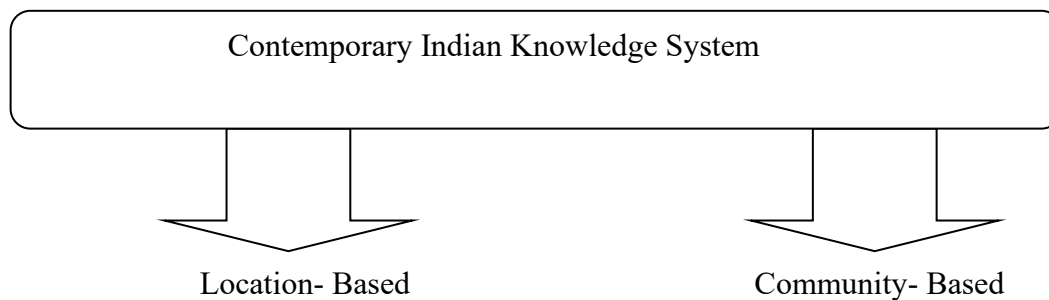 Contemporary Indian Knowledge System
Location- Based
Community- Based